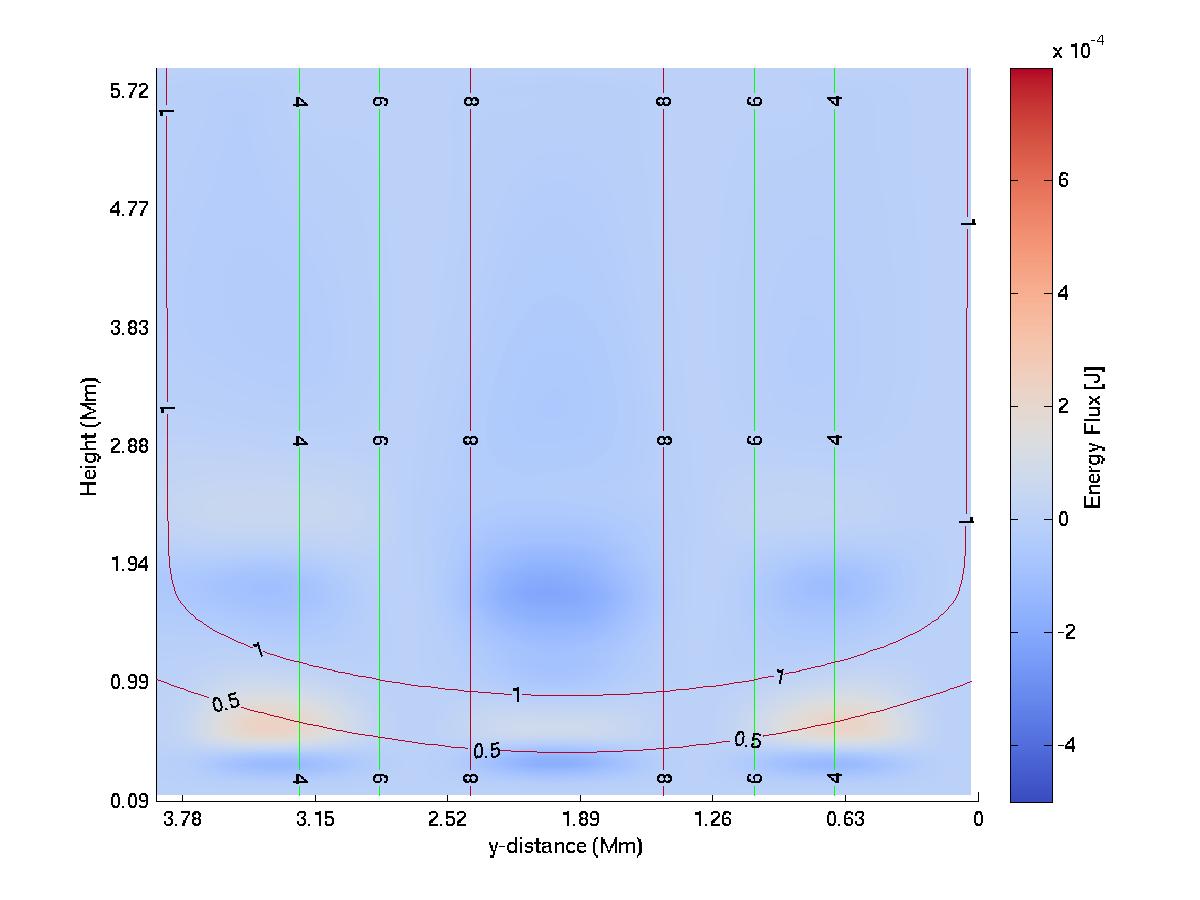 x 10-4
5.72
4.77
3.83
2.88
1.94
0.99
0.09
Height (Mm)
1 4 6 8 8 6 4
1
1 4 6 8 8 6 4
1
1 1 1
0.5 0.5 0.5
4 6 8 8 6 4
3.78 3.15 2.52 1.89 1.26 0.63 0
y-distance (Mm)
6
4
2
0
-2
-4
Energy Flux [J]